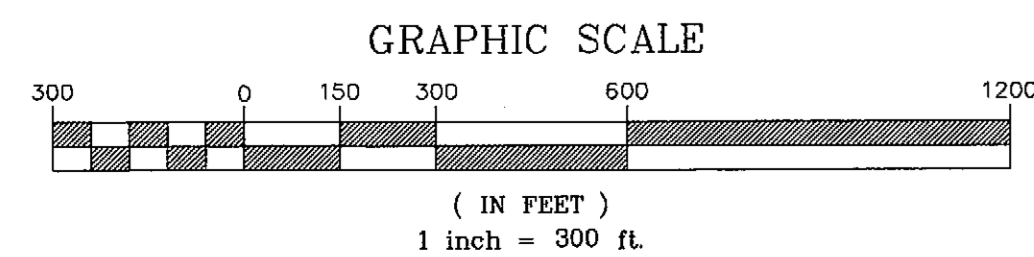 GRAPHIC SCALE
300 0 150 300 600 1200
( IN FEET )
1 inch = 300 ft.